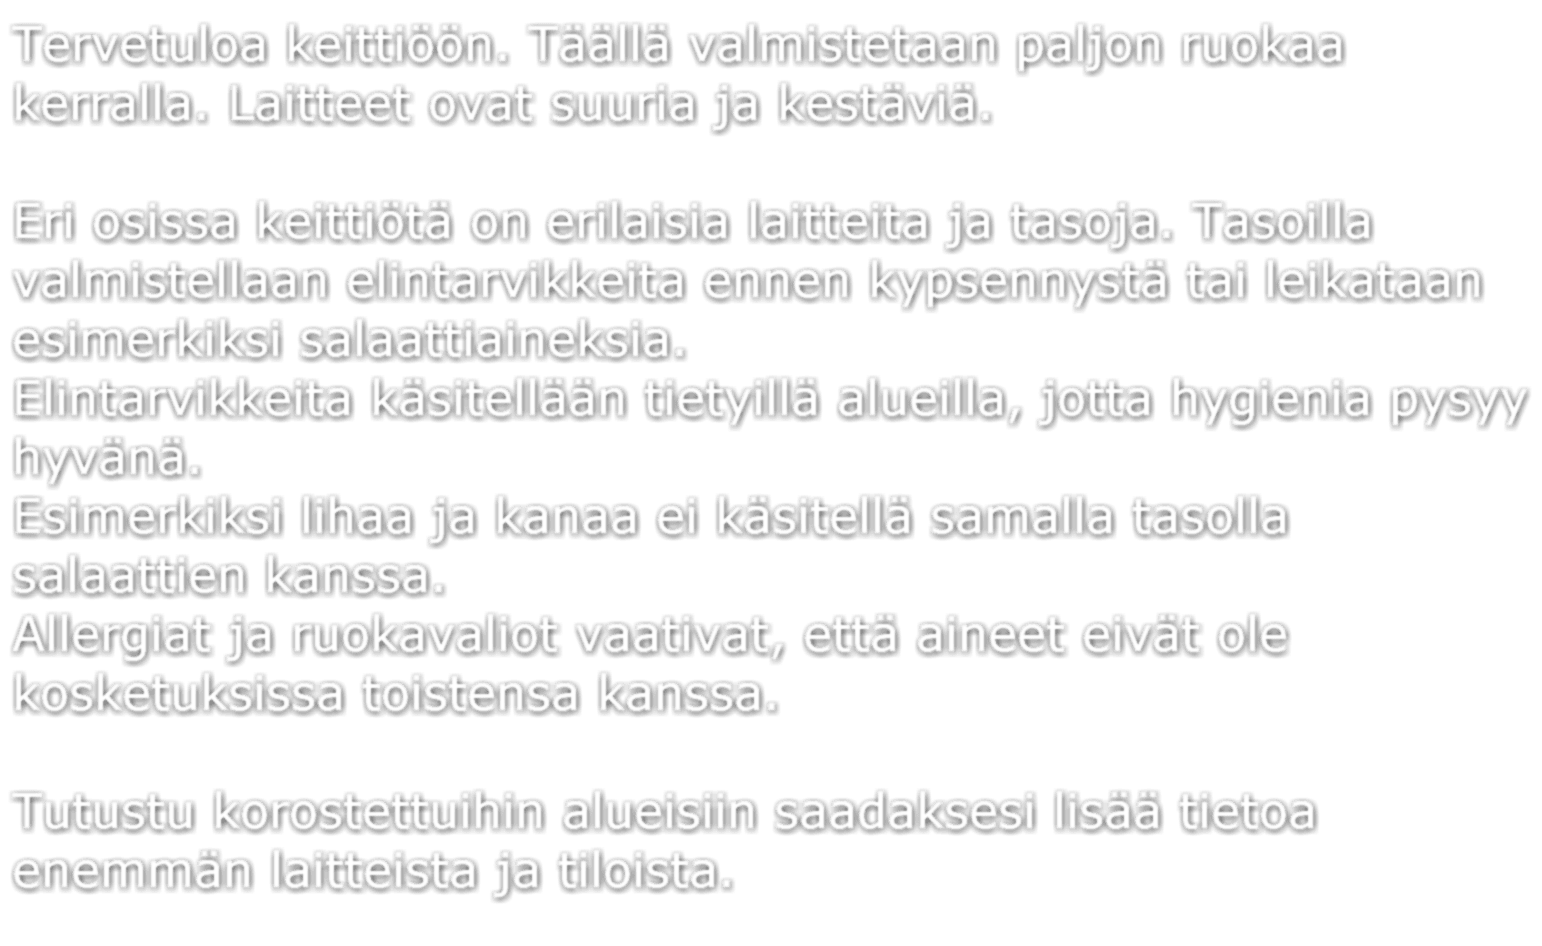 Tervetuloa keittiöön. Täällä valmistetaan paljon ruokaa
kerralla. Laitteet ovat suuria ja kestäviä.
Eri osissa keittiötä on erilaisia laitteita ja tasoja. Tasoilla
valmistellaan elintarvikkeita ennen kypsennystä tai leikataan
esimerkiksi salaattiaineksia.
Elintarvikkeita käsitellään tietyillä alueilla, jotta hygienia pysyy
hyvänä.
Esimerkiksi lihaa ja kanaa ei käsitellä samalla tasolla
salaattien kanssa.
Allergiat ja ruokavaliot vaativat, että aineet eivät ole
kosketuksissa toistensa kanssa.
Tutustu korostettuihin alueisiin saadaksesi lisää tietoa
enemmän laitteista ja tiloista.